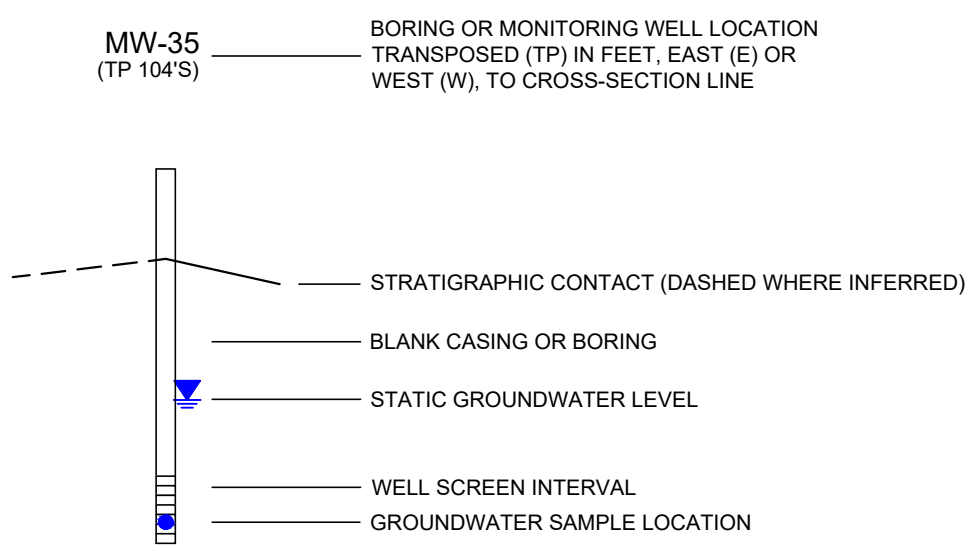 MW-35
(TP 104'S)
BORING OR MONITORING WELL LOCATION
TRANSPOSED (TP) IN FEET, EAST (E) OR
WEST (W), TO CROSS-SECTION LINE
STRATIGRAPHIC CONTACT (DASHED WHERE INFERRED)
BLANK CASING OR BORING
STATIC GROUNDWATER LEVEL
WELL SCREEN INTERVAL
GROUNDWATER SAMPLE LOCATION